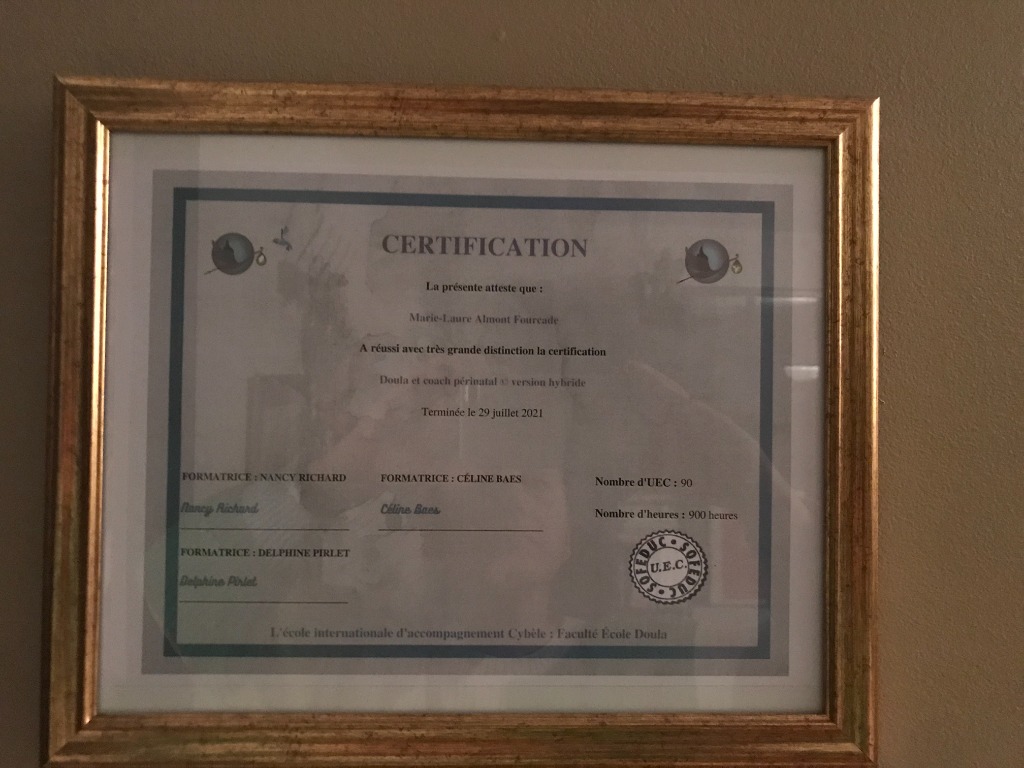 CERTIFICATION
La présente atteste que :
Marie-Laure Almont Fourcade
A réussi avec très grande distinction la certification
Doula et coach périnatal © version hybride
Terminée le 29 juillet 2021
FORMATRICE : NANCY RICHARD
Nancy Richard
FORMATRICE : CÉLINE BAES
Céline Baes
FORMATRICE : DELPHINE PIRLET
Delphine Pirlet
Nombre d'UEC : 90
Nombre d'heures : 900 heures
SOFEDUC • SOFEDUC •
U.E.C.
L'école internationale d'accompagnement Cybèle : Faculté École Doula